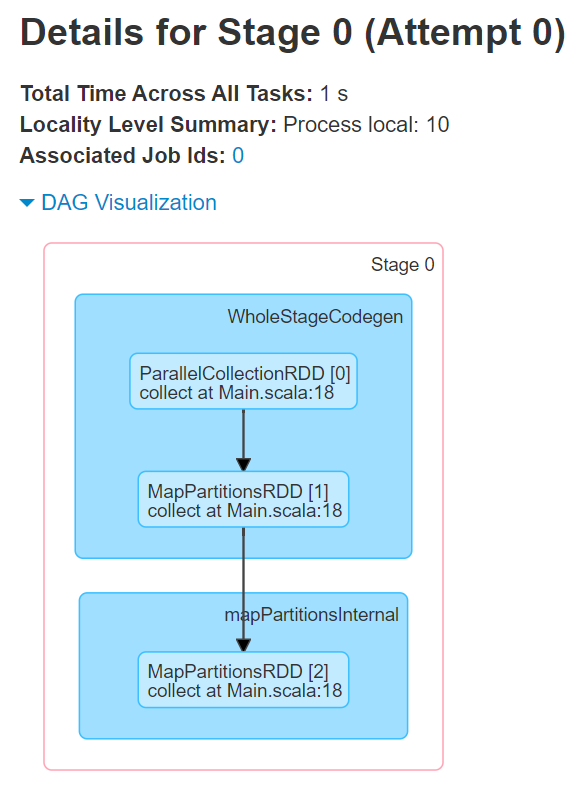 Details for Stage 0 (Attempt 0)
Total Time Across All Tasks: 1 s
Locality Level Summary: Process local: 10
Associated Job Ids: 0
DAG Visualization
Stage 0
WholeStageCodegen
ParallelCollectionRDD [0]
collect at Main.scala:18
MapPartitionsRDD [1]
collect at Main.scala:18
mapPartitionsInternal
MapPartitionsRDD [2]
collect at Main.scala:18